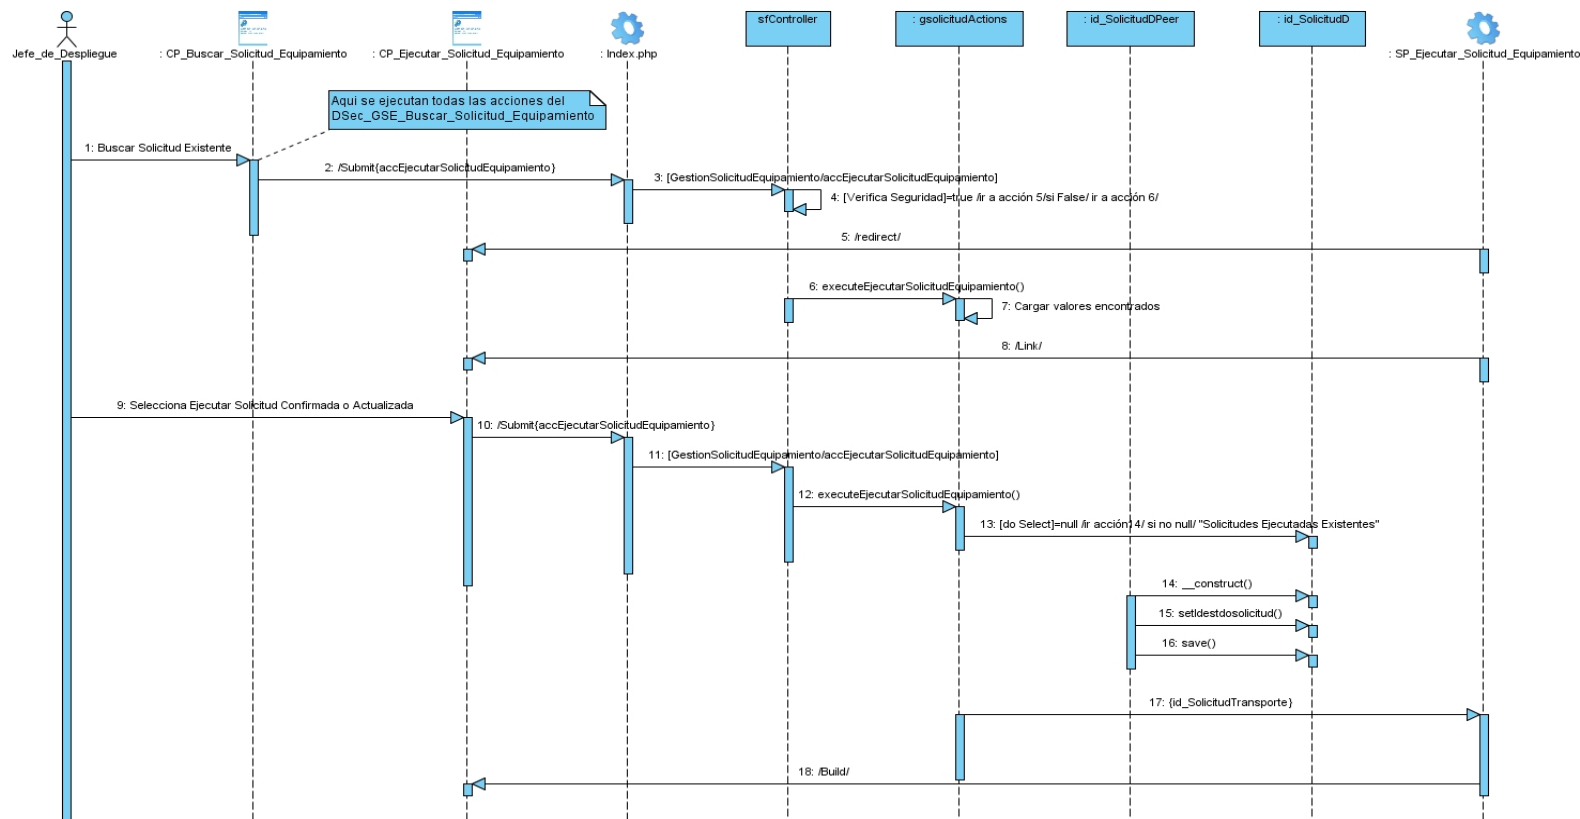 Jefe_de_Despliegue
: CP_Buscar_Solicitud_Equipamiento
: CP_Ejecutar_Solicitud_Equipamiento
: Index.php
sfController
: gsolicitudActions
: id_SolicitudDPeer
: id_SolicitudD
: SP_Ejecutar_Solicitud_Equipamiento
Aqui se ejecutan todas las acciones del
DSec_GSE_Buscar_Solicitud_Equipamiento
1: Buscar Solicitud Existente
2: /Submit{accEjecutarSolicitudEquipamiento}
3: [GestionSolicitudEquipamiento/accEjecutarSolicitudEquipamiento]
4: [Verifica Seguridad]=true /ir a acción 5/si False/ ir a acción 6/
5: /redirect/
6: executeEjecutarSolicitudEquipamiento()
7: Cargar valores encontrados
8: /Link/
9: Selecciona Ejecutar Solicitud Confirmada o Actualizada
10: /Submit{accEjecutarSolicitudEquipamiento}
11: [GestionSolicitudEquipamiento/accEjecutarSolicitudEquipamiento]
12: executeEjecutarSolicitudEquipamiento()
13: [do Select]=null /ir acción14/ si no null/ "Solicitudes Ejecutadas Existentes"
14: __construct()
15: setIdestdosolicitud()
16: save()
17: {id_SolicitudTransporte}
18: /Build/